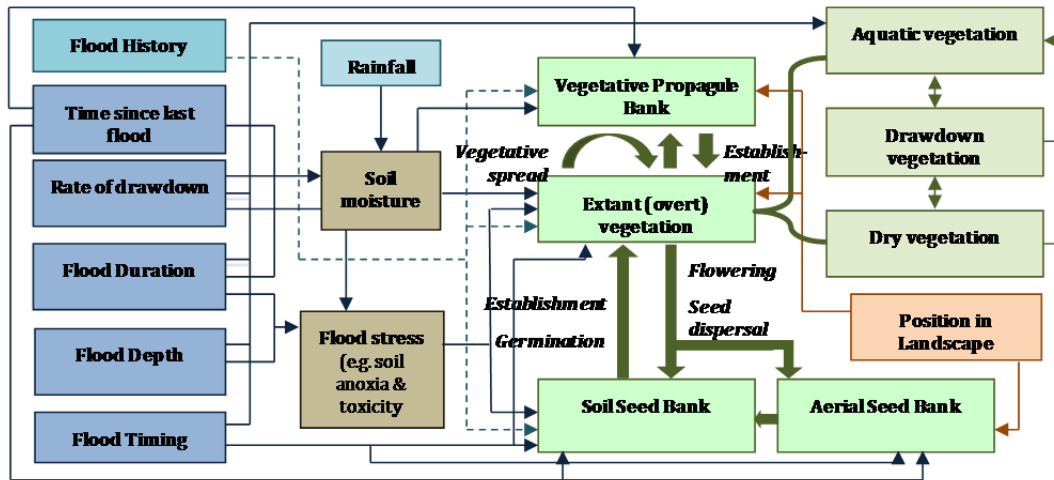 Flood History
Time since last
flood
Rate of drawdown
Flood Duration
Flood Depth
Flood Timing
Rainfall
Soil
moisture
Flood stress
(e.g. soil
anoxia &
toxicity
Vegetative Propagule
Bank
Vegetative
spread
Establish-
ment
Extant (overt)
vegetation
Establishment
Germination
Flowering
Seed
dispersal
Soil Seed Bank
Aerial Seed Bank
Aquatic vegetation
Drawdown
vegetation
Dry vegetation
Position in
Landscape